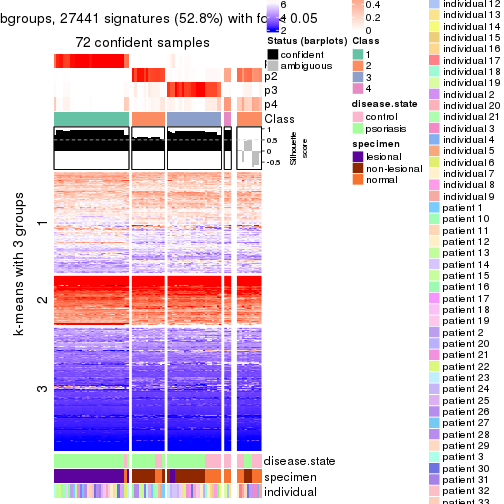 bgroups, 27441 signatures (52.8%) with fdr < 0.05
72 confident samples
p3
p4
Class
1
0.5
0
-0.5
Silhouette
score
k-means with 3 groups
1
2
3
disease.state
specimen
individual
6
4
2
Status (barplots)
confident
ambiguous
0.4
0.2
0
Class
1
2
3
4
disease.state
control
psoriasis
specimen
lesional
non-lesional
normal
individual 12
individual 13
individual 14
individual 15
individual 16
individual 17
individual 18
individual 19
individual 2
individual 20
individual 21
individual 3
individual 4
individual 5
individual 6
individual 7
individual 8
individual 9
patient 1
patient 10
patient 11
patient 12
patient 13
patient 14
patient 15
patient 16
patient 17
patient 18
patient 19
patient 2
patient 20
patient 21
patient 22
patient 23
patient 24
patient 25
patient 26
patient 27
patient 28
patient 29
patient 3
patient 30
patient 31
patient 32
patient 33